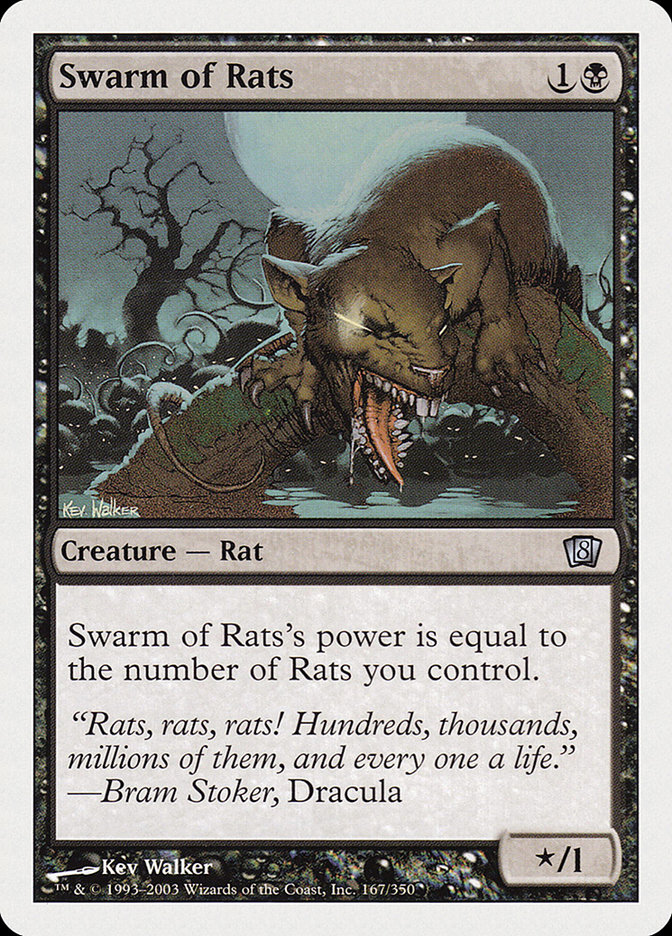 Swarm of Rats 1
KEV WALKER
Creature — Rat 8
Swarm of Rats's power is equal to
the number of Rats you control.
“Rats, rats, rats! Hundreds, thousands,
millions of them, and every one a life.”
—Bram Stoker, Dracula
★/1
Kev Walker
™ & © 1993–2003 Wizards of the Coast, Inc. 167/350